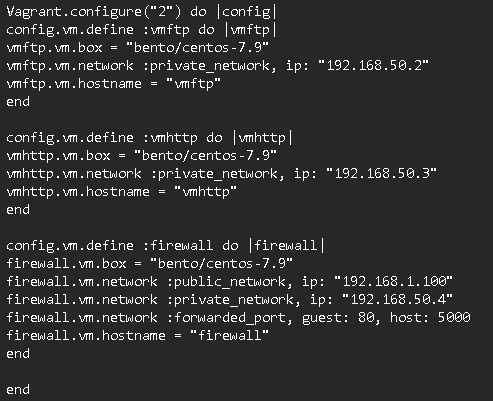 Vagrant.configure("2") do |config|
config.vm.define :vmftp do |vmftp|
vmftp.vm.box = "bento/centos-7.9"
vmftp.vm.network :private_network, ip: "192.168.50.2"
vmftp.vm.hostname = "vmftp"
end

config.vm.define :vmhttp do |vmhttp|
vmhttp.vm.box = "bento/centos-7.9"
vmhttp.vm.network :private_network, ip: "192.168.50.3"
vmhttp.vm.hostname = "vmhttp"
end

config.vm.define :firewall do |firewall|
firewall.vm.box = "bento/centos-7.9"
firewall.vm.network :public_network, ip: "192.168.1.100"
firewall.vm.network :private_network, ip: "192.168.50.4"
firewall.vm.network :forwarded_port, guest: 80, host: 5000
firewall.vm.hostname = "firewall"
end

end